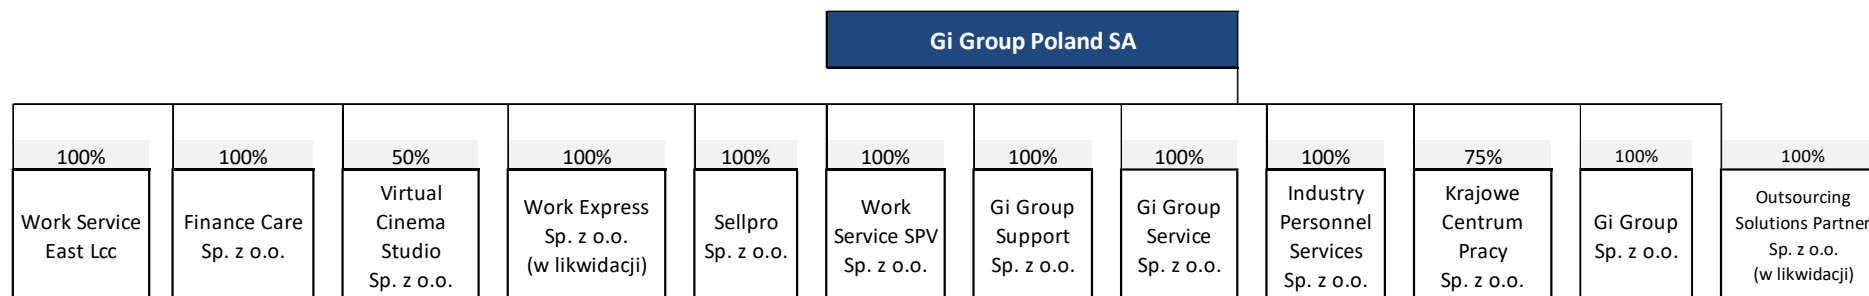 Gi Group Poland SA
100%
Work Service
East Lcc
100%
Finance Care
Sp. z o.o.
50%
Virtual
Cinema
Studio
Sp. z o.o.
100%
Work Express
Sp. z o.o.
(w likwidacji)
100%
Sellpro
Sp. z o.o.
100%
Work
Service SPV
Sp. z o.o.
100%
Gi Group
Support
Sp. z o.o.
100%
Gi Group
Service
Sp. z o.o.
100%
Industry
Personnel
Services
Sp. z o.o.
75%
Krajowe
Centrum
Pracy
Sp. z o.o.
100%
Gi Group
Sp. z o.o.
100%
Outsourcing
Solutions Partner
Sp. z o.o.
(w likwidacji)